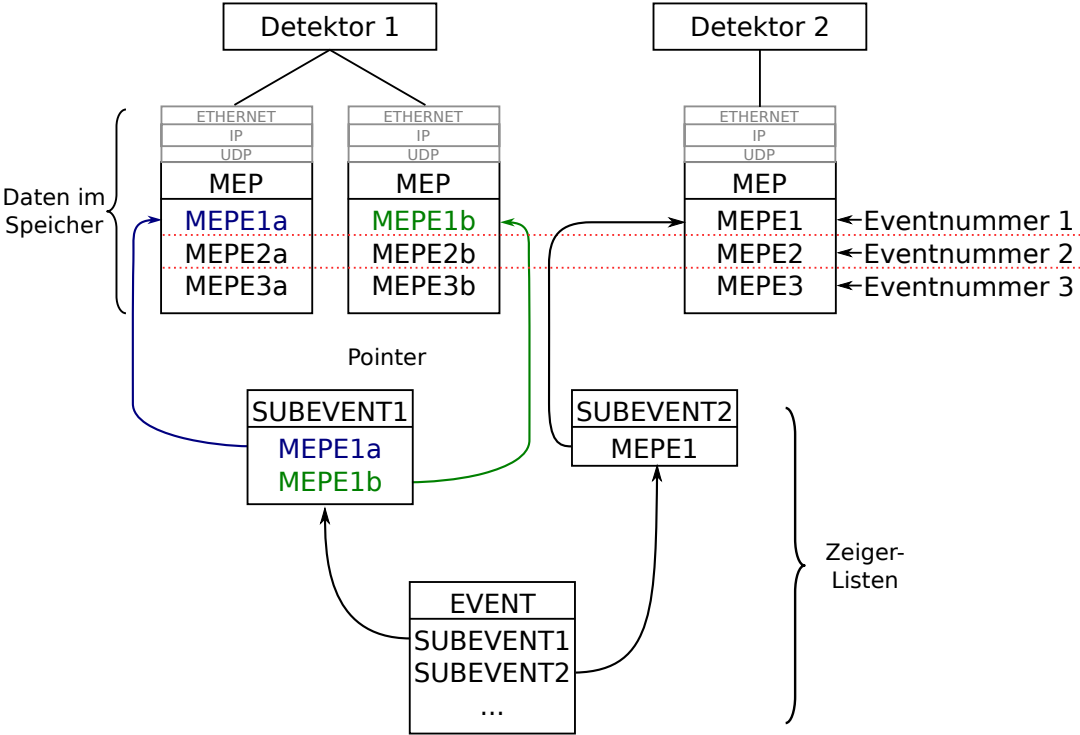 Detektor 1
Detektor 2
ETHERNET
IP
UDP
MEP
MEPE1a
MEPE2a
MEPE3a
ETHERNET
IP
UDP
MEP
MEPE1b
MEPE2b
MEPE3b
ETHERNET
IP
UDP
MEP
MEPE1
MEPE2
MEPE3
Daten im
Speicher
Eventnummer 1
Eventnummer 2
Eventnummer 3
Pointer
SUBEVENT1
MEPE1a
MEPE1b
SUBEVENT2
MEPE1
Zeiger-
Listen
EVENT
SUBEVENT1
SUBEVENT2
...